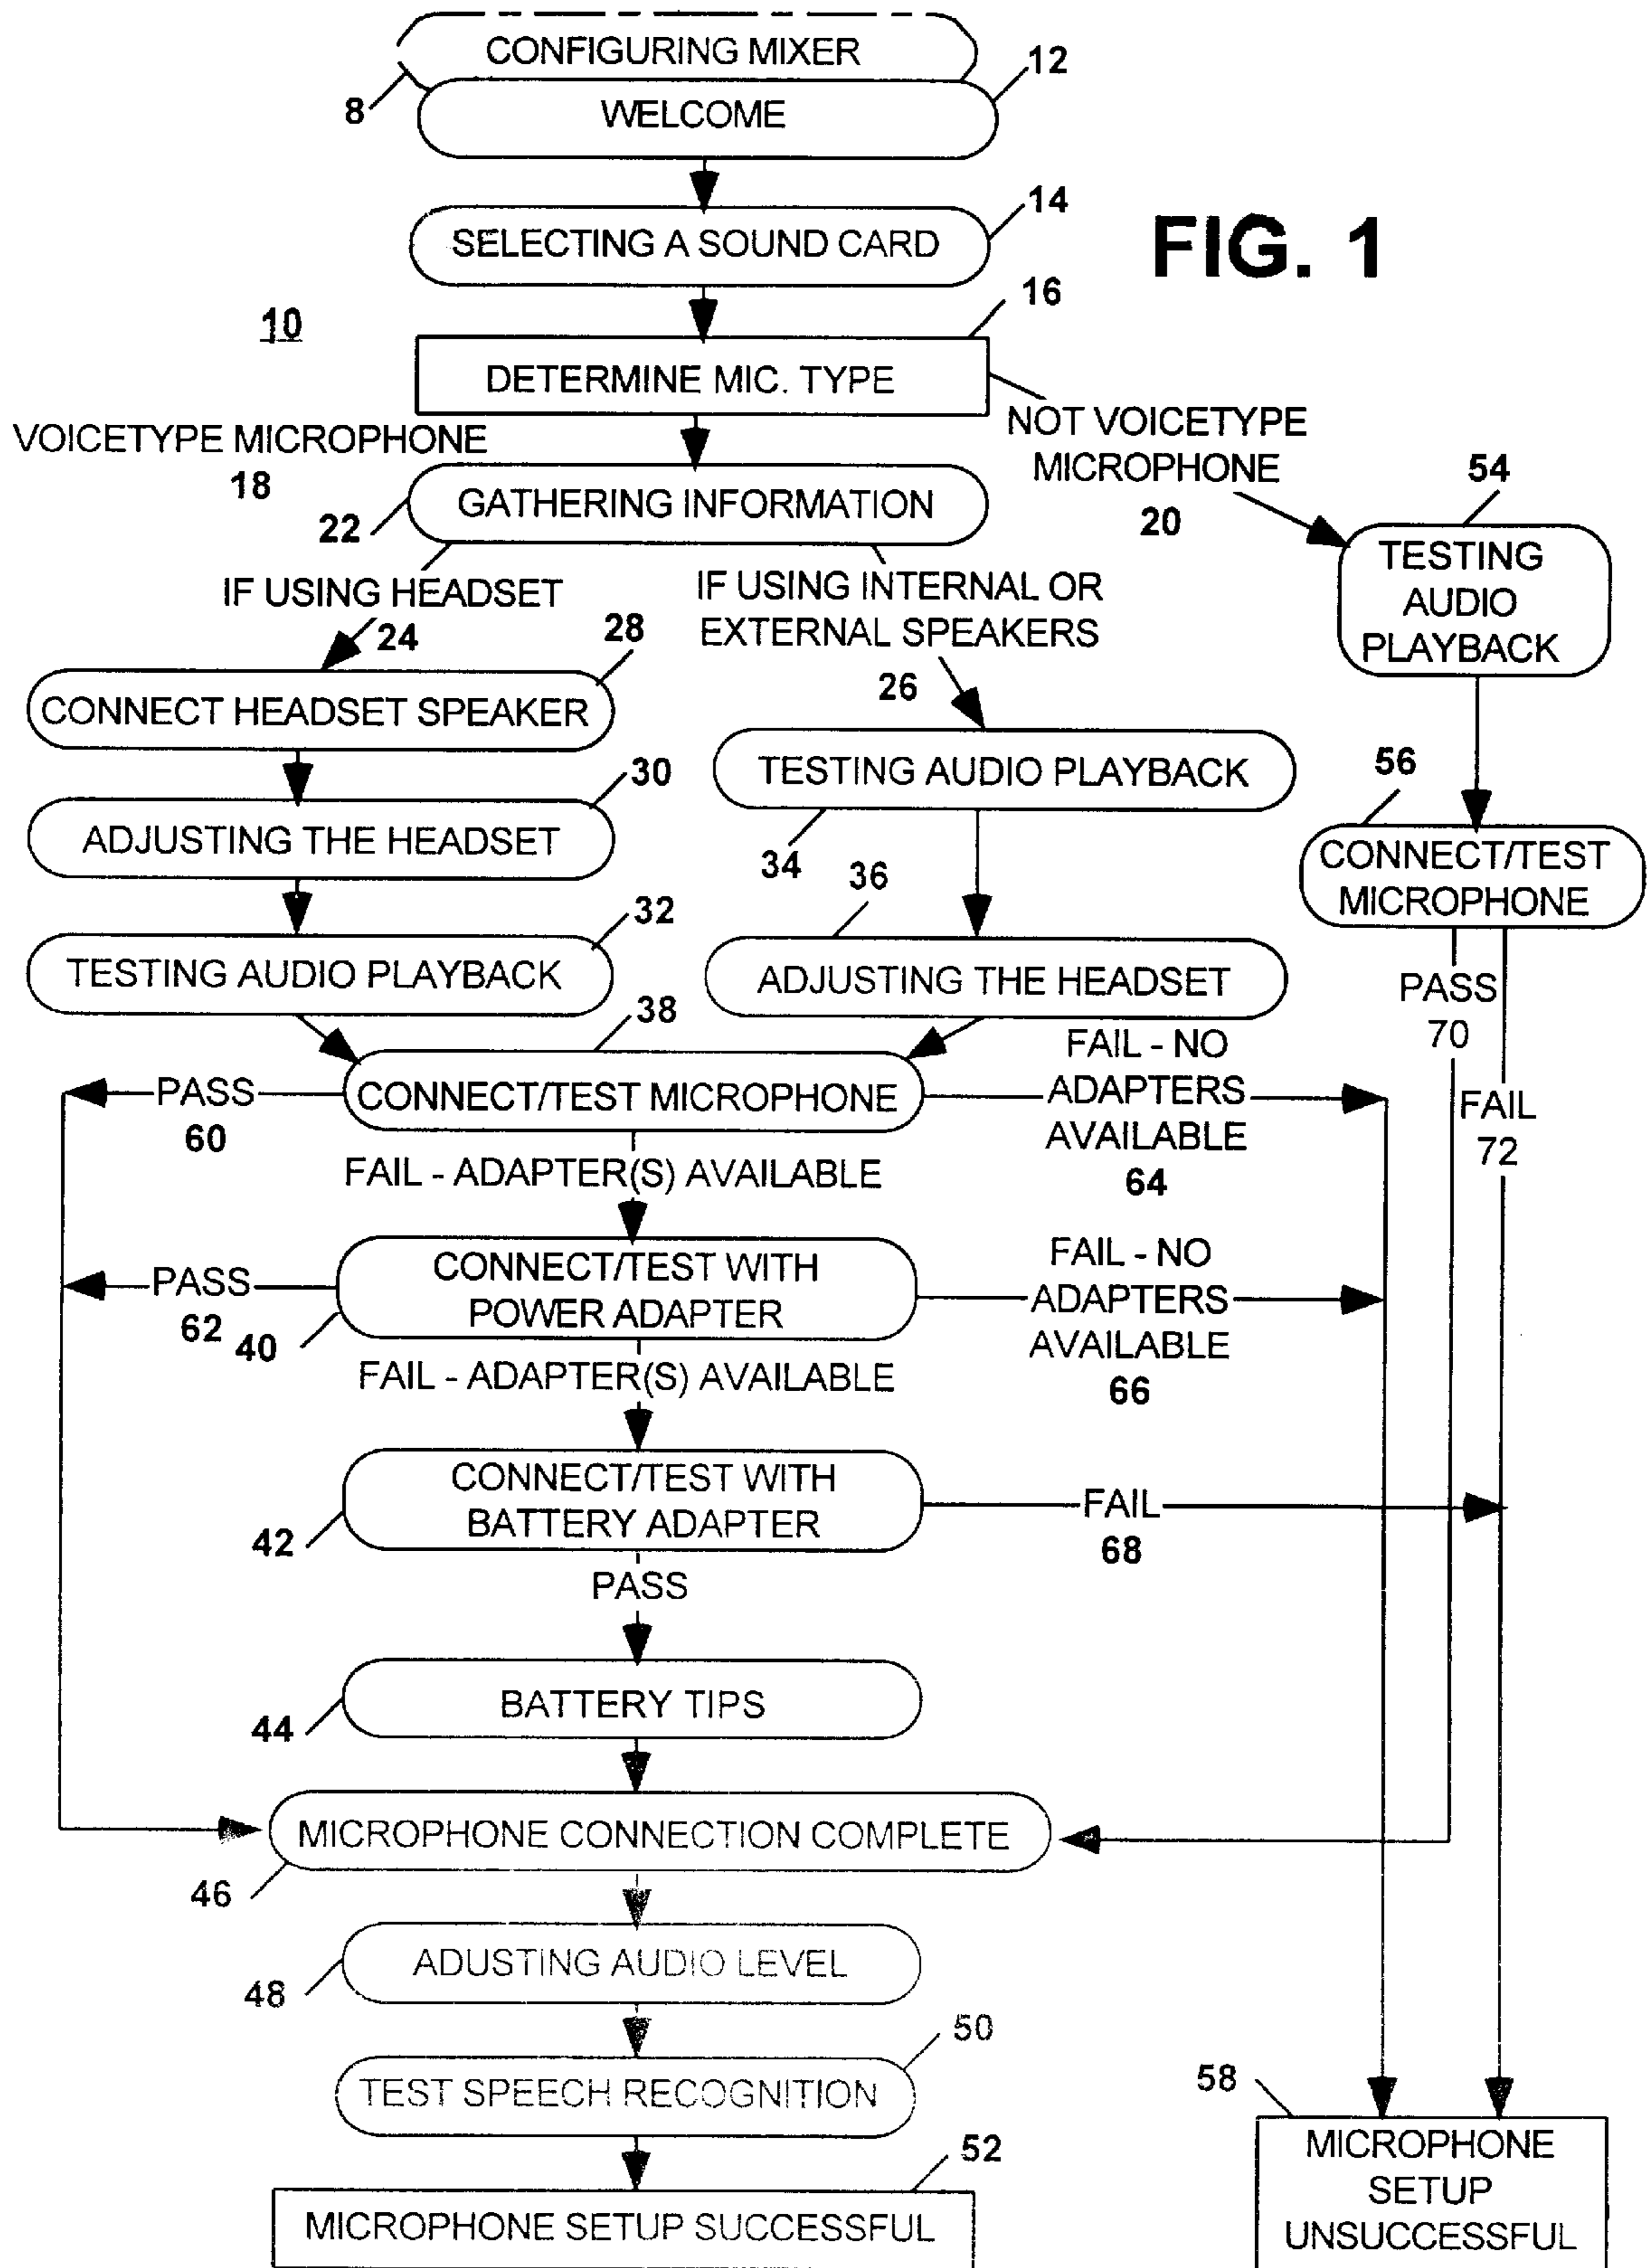 CONFIGURING MIXER
8
12
WELCOME
14
SELECTING A SOUND CARD
FIG. 1
16
10
DETERMINE MIC. TYPE
VOICETYPE MICROPHONE
18
NOT VOICETYPE
MICROPHONE
20
22
GATHERING INFORMATION
54
TESTING
AUDIO
PLAYBACK
IF USING HEADSET
24
IF USING INTERNAL OR
EXTERNAL SPEAKERS
26
28
CONNECT HEADSET SPEAKER
TESTING AUDIO PLAYBACK
34
30
ADJUSTING THE HEADSET
56
CONNECT/TEST
MICROPHONE
36
32
TESTING AUDIO PLAYBACK
ADJUSTING THE HEADSET
PASS
70
38
CONNECT/TEST MICROPHONE
PASS
60
FAIL - NO
ADAPTERS
AVAILABLE
64
FAIL
72
FAIL - ADAPTER(S) AVAILABLE
CONNECT/TEST WITH
POWER ADAPTER
PASS
62
40
FAIL - NO
ADAPTERS
AVAILABLE
66
FAIL - ADAPTER(S) AVAILABLE
CONNECT/TEST WITH
BATTERY ADAPTER
42
FAIL
68
PASS
BATTERY TIPS
44
MICROPHONE CONNECTION COMPLETE
46
ADUSTING AUDIO LEVEL
48
50
TEST SPEECH RECOGNITION
52
MICROPHONE SETUP SUCCESSFUL
58
MICROPHONE
SETUP
UNSUCCESSFUL